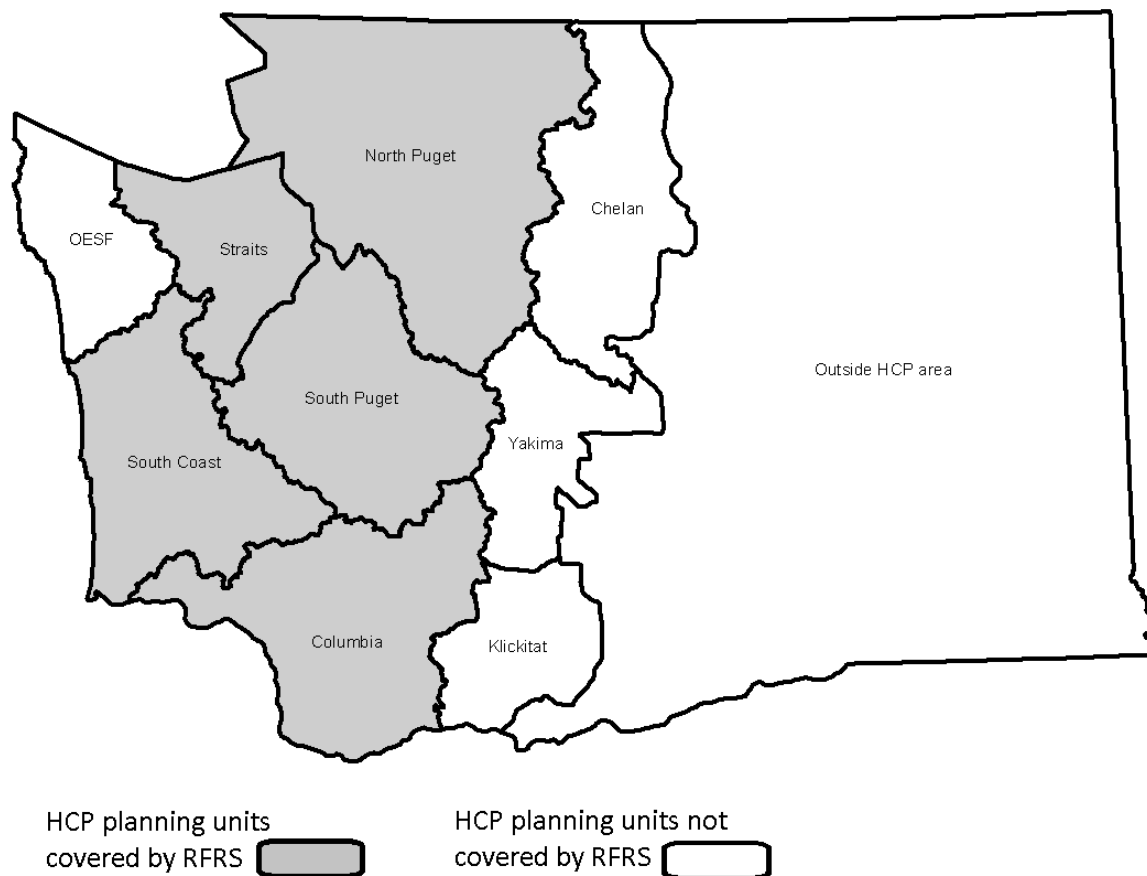 North Puget
Chelan
OESF
Straits
Outside HCP area
South Puget
Yakima
South Coast
Columbia
Klickitat
HCP planning units
covered by RFRS
HCP planning units not
covered by RFRS